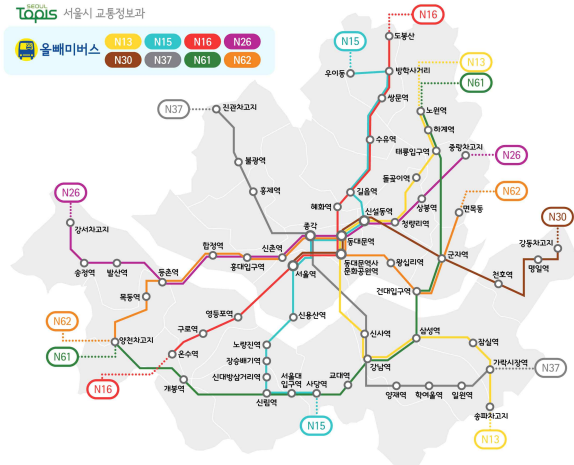 SEOUL
Topis 서울시 교통정보과
올빼미버스
N13 N15 N16 N26
N30 N37 N61 N62
N16
도봉산
N15
우이동
방학사거리
N13
N61
쌍문역
N37
진관차고지
노원역
하계역
수유역
태릉입구역
중랑차고지
N26
불광역
돌곶이역
홍제역
길음역
N26
혜화역
신설동역
상봉역
면목동
N62
강서차고지
종각
청량리역
N30
합정역
신촌역
동대문역
강동차고지
송정역
발산역
동촌역
홍대입구역
서울역
동대문역사
문화공원역
왕십리역
군자역
명일역
목동역
건대입구역
천호역
N62
영등포역
신용산역
양천차고지
구로역
신사역
삼성역
잠실역
N61
온수역
노량진역
장승배기역
강남역
가락시장역
N37
신대방삼거리역
서울대
입구역
사당역
교대역
N16
개봉역
양재역
학여울역
일원역
신림역
송파차고지
N15
N13